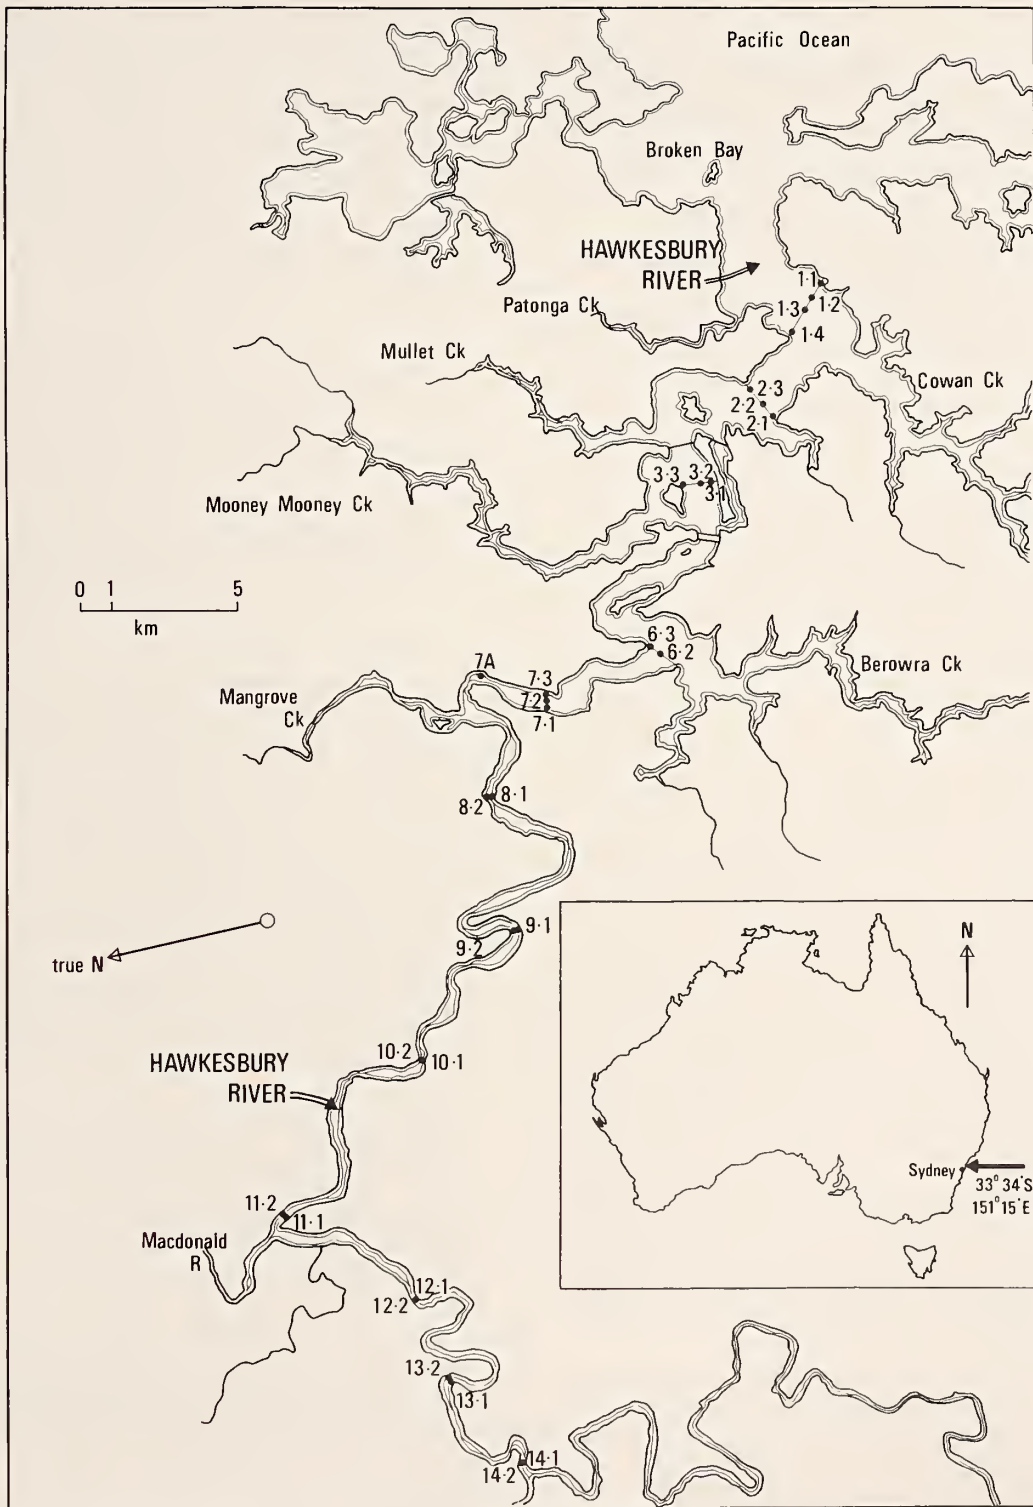 Pacific Ocean
Broken Bay
HAWKESBURY
RIVER
1·1
1·2
1·3
1·4
Patonga Ck
Mullet Ck
Cowan Ck
2·3
2·2
2·1
3·3
3·2
3·1
Mooney Mooney Ck
0 1 5
km
6·3
6·2
7A
7·3
7·2
7·1
Berowra Ck
Mangrove
Ck
8·2
8·1
9·1
9·2
true N
N
10·2
10·1
HAWKESBURY
RIVER
Sydney
33° 34'S
151° 15'E
11·2
11·1
Macdonald
R
12·1
12·2
13·2
13·1
14·1
14·2